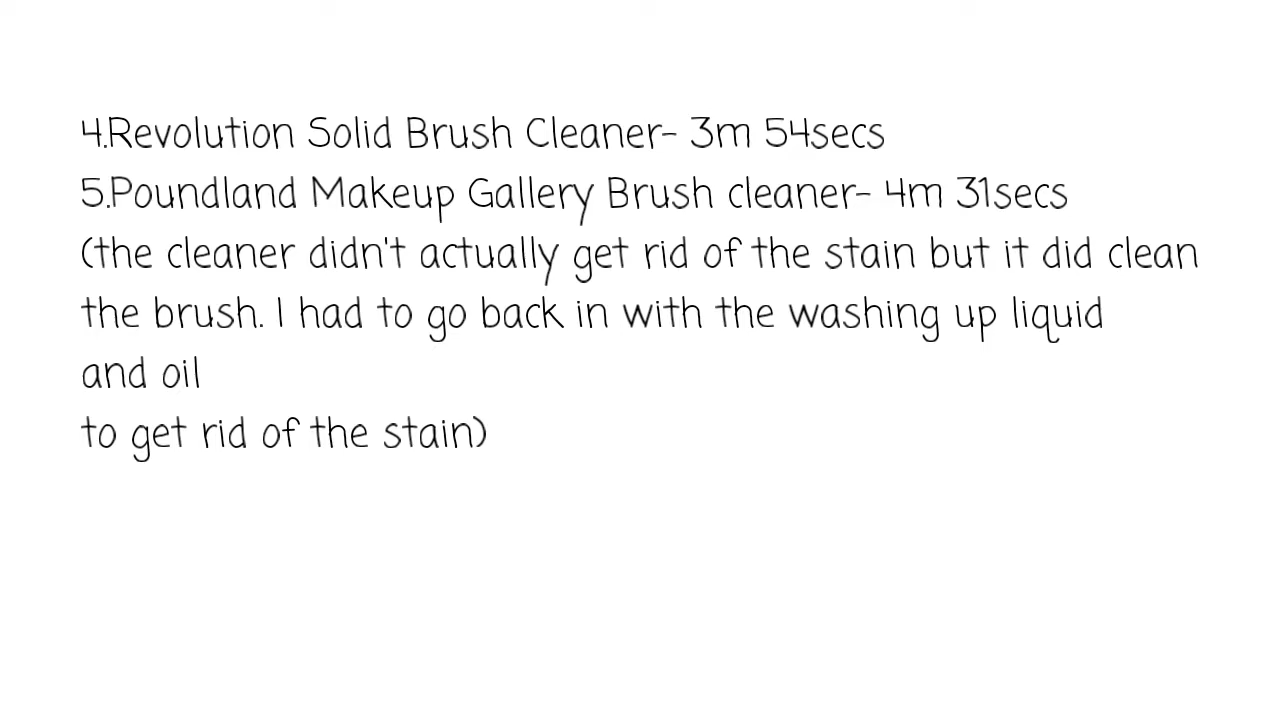 4.Revolution Solid Brush Cleaner- 3m 54secs
5.Poundland Makeup Gallery Brush cleaner- 4m 31secs
(the cleaner didn't actually get rid of the stain but it did clean
the brush. I had to go back in with the washing up liquid
and oil
to get rid of the stain)